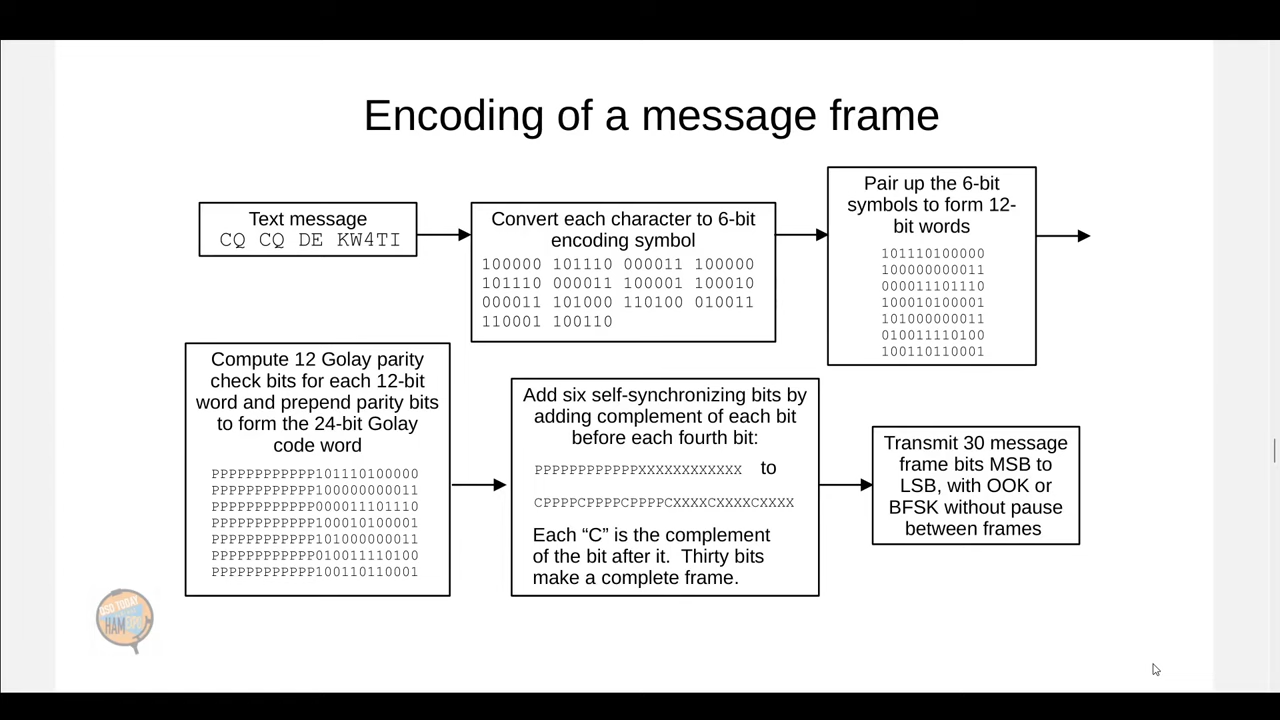 Encoding of a message frame
Text message
CQ CQ DE KW4TI
Convert each character to 6-bit
encoding symbol
100000 101110 000011 100000
101110 000011 100001 100010
000011 101000 110100 010011
110001 100110
Pair up the 6-bit
symbols to form 12-
bit words
101110100000
100000000011
000011101110
100010100001
101000000011
010011110100
100110110001
Compute 12 Golay parity
check bits for each 12-bit
word and prepend parity bits
to form the 24-bit Golay
code word
PPPPPPPPPPPP101110100000
PPPPPPPPPPPP100000000011
PPPPPPPPPPPP000011101110
PPPPPPPPPPPP100010100001
PPPPPPPPPPPP101000000011
PPPPPPPPPPPP010011110100
PPPPPPPPPPPP100110110001
Add six self-synchronizing bits by
adding complement of each bit
before each fourth bit:
PPPPPPPPPPPPXXXXXXXXXXXX to
CPPPPCPPPPCPPPPCXXXXCXXXXCXXXX
Each “C” is the complement
of the bit after it. Thirty bits
make a complete frame.
Transmit 30 message
frame bits MSB to
LSB, with OOK or
BFSK without pause
between frames
QSO TODAY
HAM EXPO